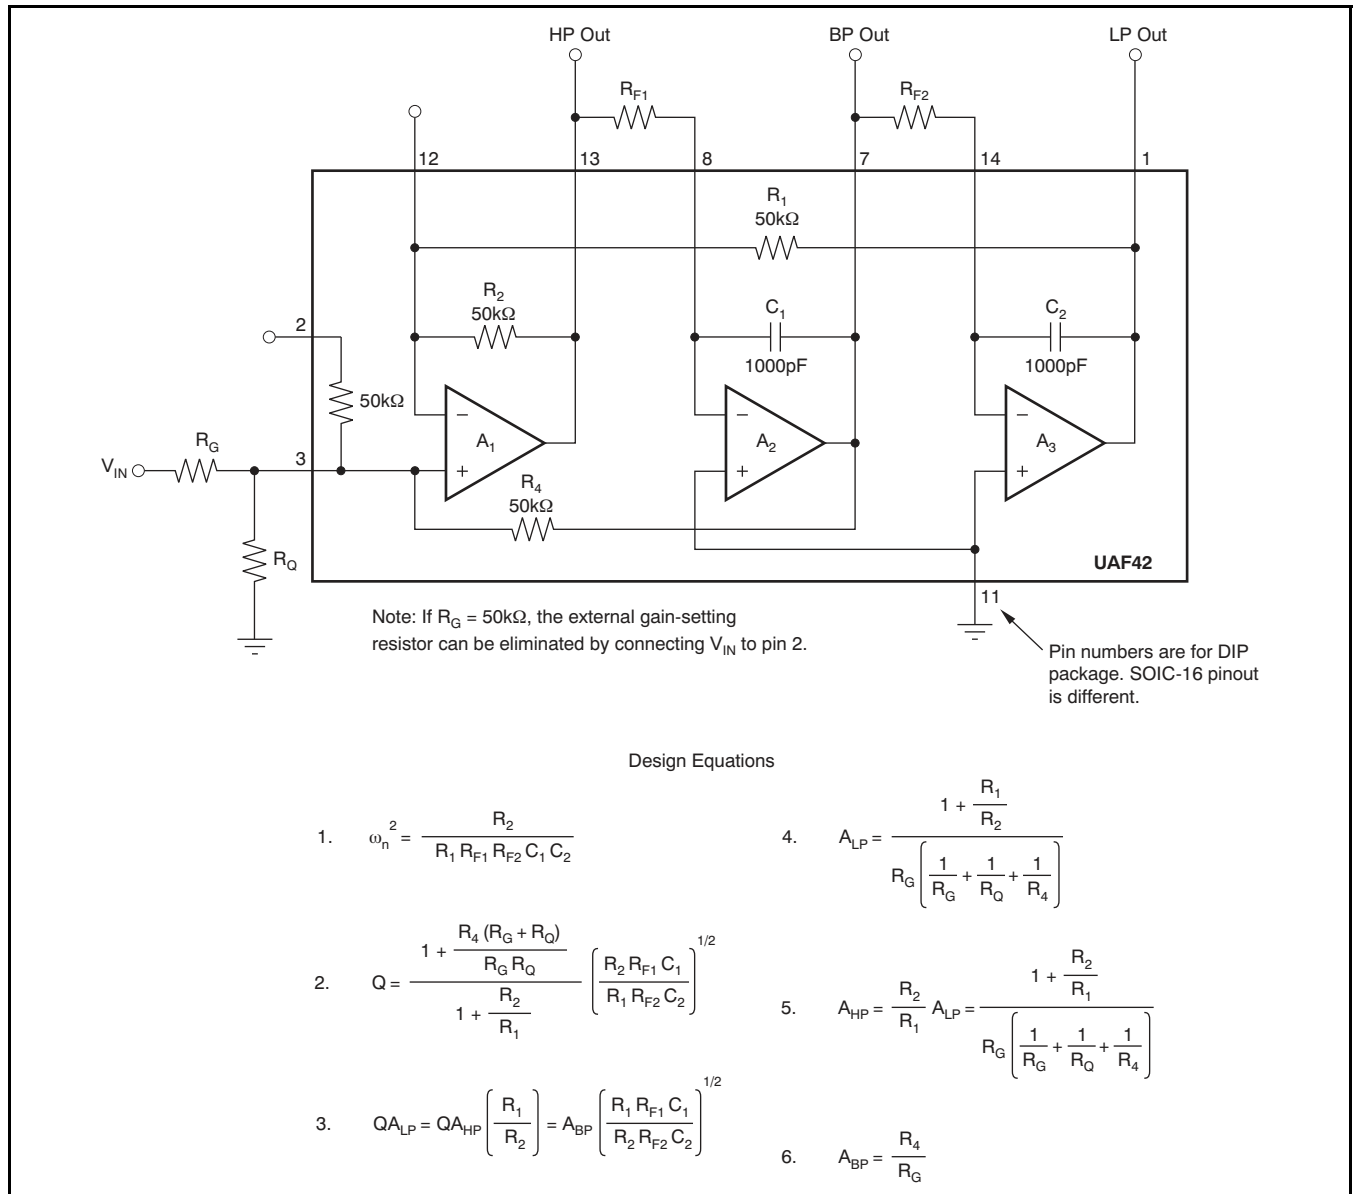 HP Out
BP Out
LP Out
R_F1
R_F2
12
13
8
7
14
1
R_1
50kΩ
R_2
50kΩ
C_1
1000pF
C_2
1000pF
2
50kΩ
R_G
V_IN
3
− A_1 +
− A_2 +
− A_3 +
R_4
50kΩ
R_Q
UAF42
11
Note: If R_G = 50kΩ, the external gain-setting
resistor can be eliminated by connecting V_IN to pin 2.
Pin numbers are for DIP
package. SOIC-16 pinout
is different.
Design Equations
1. ω_n^2 = R_2 / (R_1 R_F1 R_F2 C_1 C_2)
2. Q = (1 + R_4 (R_G + R_Q) / (R_G R_Q)) / (1 + R_2 / R_1) (R_2 R_F1 C_1 / (R_1 R_F2 C_2))^1/2
3. QA_LP = QA_HP (R_1 / R_2) = A_BP (R_1 R_F1 C_1 / (R_2 R_F2 C_2))^1/2
4. A_LP = (1 + R_1 / R_2) / (R_G (1 / R_G + 1 / R_Q + 1 / R_4))
5. A_HP = R_2 / R_1 A_LP = (1 + R_2 / R_1) / (R_G (1 / R_G + 1 / R_Q + 1 / R_4))
6. A_BP = R_4 / R_G